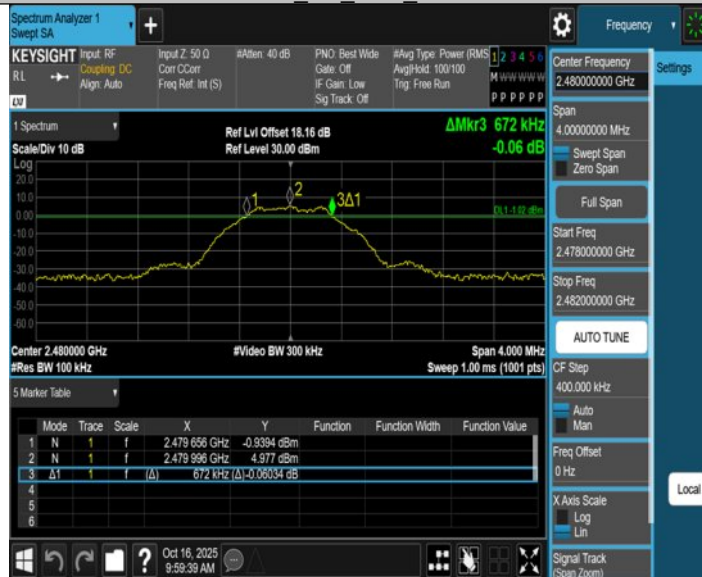 Spectrum Analyzer 1
Swept SA
+
Frequency
KEYSIGHT
RL
LXI
Input: RF
Coupling: DC
Align: Auto
Input Z: 50 Ω
Corr CCorr
Freq Ref: Int (S)
#Atten: 40 dB
PNO: Best Wide
Gate: Off
IF Gain: Low
Sig Track: Off
#Avg Type: Power (RMS
Avg|Hold: 100/100
Trig: Free Run
1 2 3 4 5 6
M W W W W W
P P P P P P
1 Spectrum
Scale/Div 10 dB
Log
Ref Lvl Offset 18.16 dB
Ref Level 30.00 dBm
ΔMkr3 672 kHz
-0.06 dB
20.0
10.0
0.00
-10.0
-20.0
-30.0
-40.0
-50.0
-60.0
1
2
3Δ1
DL1 -1.02 dBm
Center 2.480000 GHz
#Res BW 100 kHz
#Video BW 300 kHz
Span 4.000 MHz
Sweep 1.00 ms (1001 pts)
5 Marker Table
Mode Trace Scale X Y Function Function Width Function Value
1 N 1 f 2.479 656 GHz -0.9394 dBm
2 N 1 f 2.479 996 GHz 4.977 dBm
3 Δ1 1 f (Δ) 672 kHz (Δ) -0.06034 dB
4
5
6
?
Oct 16, 2025
9:59:39 AM
Center Frequency
2.480000000 GHz
Span
4.00000000 MHz
Swept Span
Zero Span
Full Span
Start Freq
2.478000000 GHz
Stop Freq
2.482000000 GHz
AUTO TUNE
CF Step
400.000 kHz
Auto
Man
Freq Offset
0 Hz
X Axis Scale
Log
Lin
Signal Track
(Span Zoom)
Settings
Local